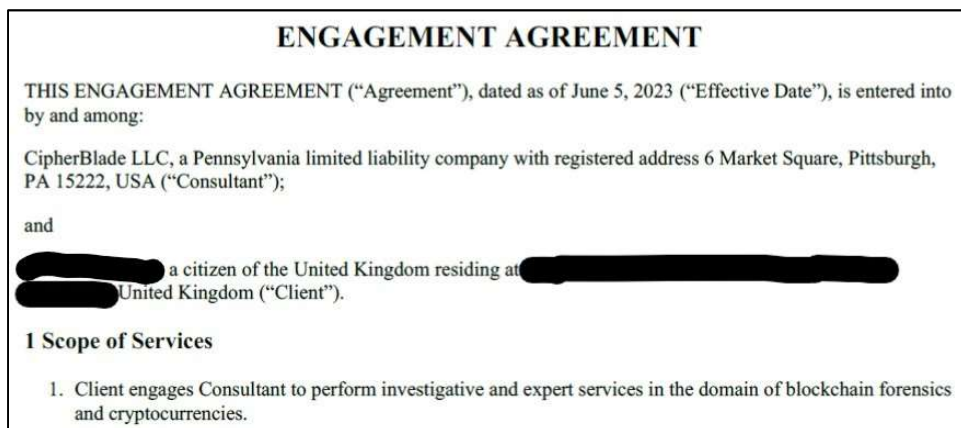 ENGAGEMENT AGREEMENT
THIS ENGAGEMENT AGREEMENT (“Agreement”), dated as of June 5, 2023 (“Effective Date”), is entered into
by and among:
CipherBlade LLC, a Pennsylvania limited liability company with registered address 6 Market Square, Pittsburgh,
PA 15222, USA (“Consultant”);
and
a citizen of the United Kingdom residing at
United Kingdom (“Client”).
1 Scope of Services
1. Client engages Consultant to perform investigative and expert services in the domain of blockchain forensics
and cryptocurrencies.